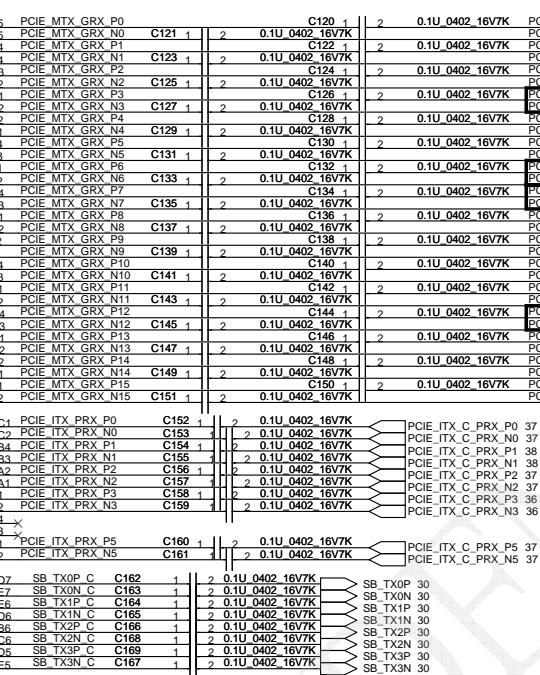 PCIE_MTX_GRX_P0 C120 1 2 0.1U_0402_16V7K
PCIE_MTX_GRX_N0 C121 1 2 0.1U_0402_16V7K
PCIE_MTX_GRX_P1 C122 1 2 0.1U_0402_16V7K
PCIE_MTX_GRX_N1 C123 1 2 0.1U_0402_16V7K
PCIE_MTX_GRX_P2 C124 1 2 0.1U_0402_16V7K
PCIE_MTX_GRX_N2 C125 1 2 0.1U_0402_16V7K
PCIE_MTX_GRX_P3 C126 1 2 0.1U_0402_16V7K
PCIE_MTX_GRX_N3 C127 1 2 0.1U_0402_16V7K
PCIE_MTX_GRX_P4 C128 1 2 0.1U_0402_16V7K
PCIE_MTX_GRX_N4 C129 1 2 0.1U_0402_16V7K
PCIE_MTX_GRX_P5 C130 1 2 0.1U_0402_16V7K
PCIE_MTX_GRX_N5 C131 1 2 0.1U_0402_16V7K
PCIE_MTX_GRX_P6 C132 1 2 0.1U_0402_16V7K
PCIE_MTX_GRX_N6 C133 1 2 0.1U_0402_16V7K
PCIE_MTX_GRX_P7 C134 1 2 0.1U_0402_16V7K
PCIE_MTX_GRX_N7 C135 1 2 0.1U_0402_16V7K
PCIE_MTX_GRX_P8 C136 1 2 0.1U_0402_16V7K
PCIE_MTX_GRX_N8 C137 1 2 0.1U_0402_16V7K
PCIE_MTX_GRX_P9 C138 1 2 0.1U_0402_16V7K
PCIE_MTX_GRX_N9 C139 1 2 0.1U_0402_16V7K
PCIE_MTX_GRX_P10 C140 1 2 0.1U_0402_16V7K
PCIE_MTX_GRX_N10 C141 1 2 0.1U_0402_16V7K
PCIE_MTX_GRX_P11 C142 1 2 0.1U_0402_16V7K
PCIE_MTX_GRX_N11 C143 1 2 0.1U_0402_16V7K
PCIE_MTX_GRX_P12 C144 1 2 0.1U_0402_16V7K
PCIE_MTX_GRX_N12 C145 1 2 0.1U_0402_16V7K
PCIE_MTX_GRX_P13 C146 1 2 0.1U_0402_16V7K
PCIE_MTX_GRX_N13 C147 1 2 0.1U_0402_16V7K
PCIE_MTX_GRX_P14 C148 1 2 0.1U_0402_16V7K
PCIE_MTX_GRX_N14 C149 1 2 0.1U_0402_16V7K
PCIE_MTX_GRX_P15 C150 1 2 0.1U_0402_16V7K
PCIE_MTX_GRX_N15 C151 1 2 0.1U_0402_16V7K
PCIE_ITX_PRX_P0 C152 1 2 0.1U_0402_16V7K PCIE_ITX_C_PRX_P0 37
PCIE_ITX_PRX_N0 C153 1 2 0.1U_0402_16V7K PCIE_ITX_C_PRX_N0 37
PCIE_ITX_PRX_P1 C154 1 2 0.1U_0402_16V7K PCIE_ITX_C_PRX_P1 38
PCIE_ITX_PRX_N1 C155 1 2 0.1U_0402_16V7K PCIE_ITX_C_PRX_N1 38
PCIE_ITX_PRX_P2 C156 1 2 0.1U_0402_16V7K PCIE_ITX_C_PRX_P2 37
PCIE_ITX_PRX_N2 C157 1 2 0.1U_0402_16V7K PCIE_ITX_C_PRX_N2 37
PCIE_ITX_PRX_P3 C158 1 2 0.1U_0402_16V7K PCIE_ITX_C_PRX_P3 36
PCIE_ITX_PRX_N3 C159 1 2 0.1U_0402_16V7K PCIE_ITX_C_PRX_N3 36
PCIE_ITX_PRX_P5 C160 1 2 0.1U_0402_16V7K PCIE_ITX_C_PRX_P5 37
PCIE_ITX_PRX_N5 C161 1 2 0.1U_0402_16V7K PCIE_ITX_C_PRX_N5 37
SB_TX0P_C C162 1 2 0.1U_0402_16V7K SB_TX0P 30
SB_TX0N_C C163 1 2 0.1U_0402_16V7K SB_TX0N 30
SB_TX1P_C C164 1 2 0.1U_0402_16V7K SB_TX1P 30
SB_TX1N_C C165 1 2 0.1U_0402_16V7K SB_TX1N 30
SB_TX2P_C C166 1 2 0.1U_0402_16V7K SB_TX2P 30
SB_TX2N_C C168 1 2 0.1U_0402_16V7K SB_TX2N 30
SB_TX3P_C C169 1 2 0.1U_0402_16V7K SB_TX3P 30
SB_TX3N_C C167 1 2 0.1U_0402_16V7K SB_TX3N 30